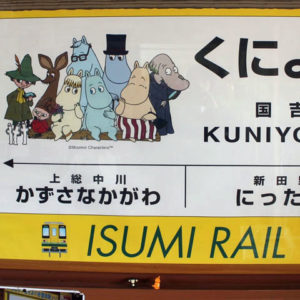 くに
©Moomin Characters™
国吉
KUNIYO
上総中川
かずさなかがわ
新田
にった
ISUMI RAIL